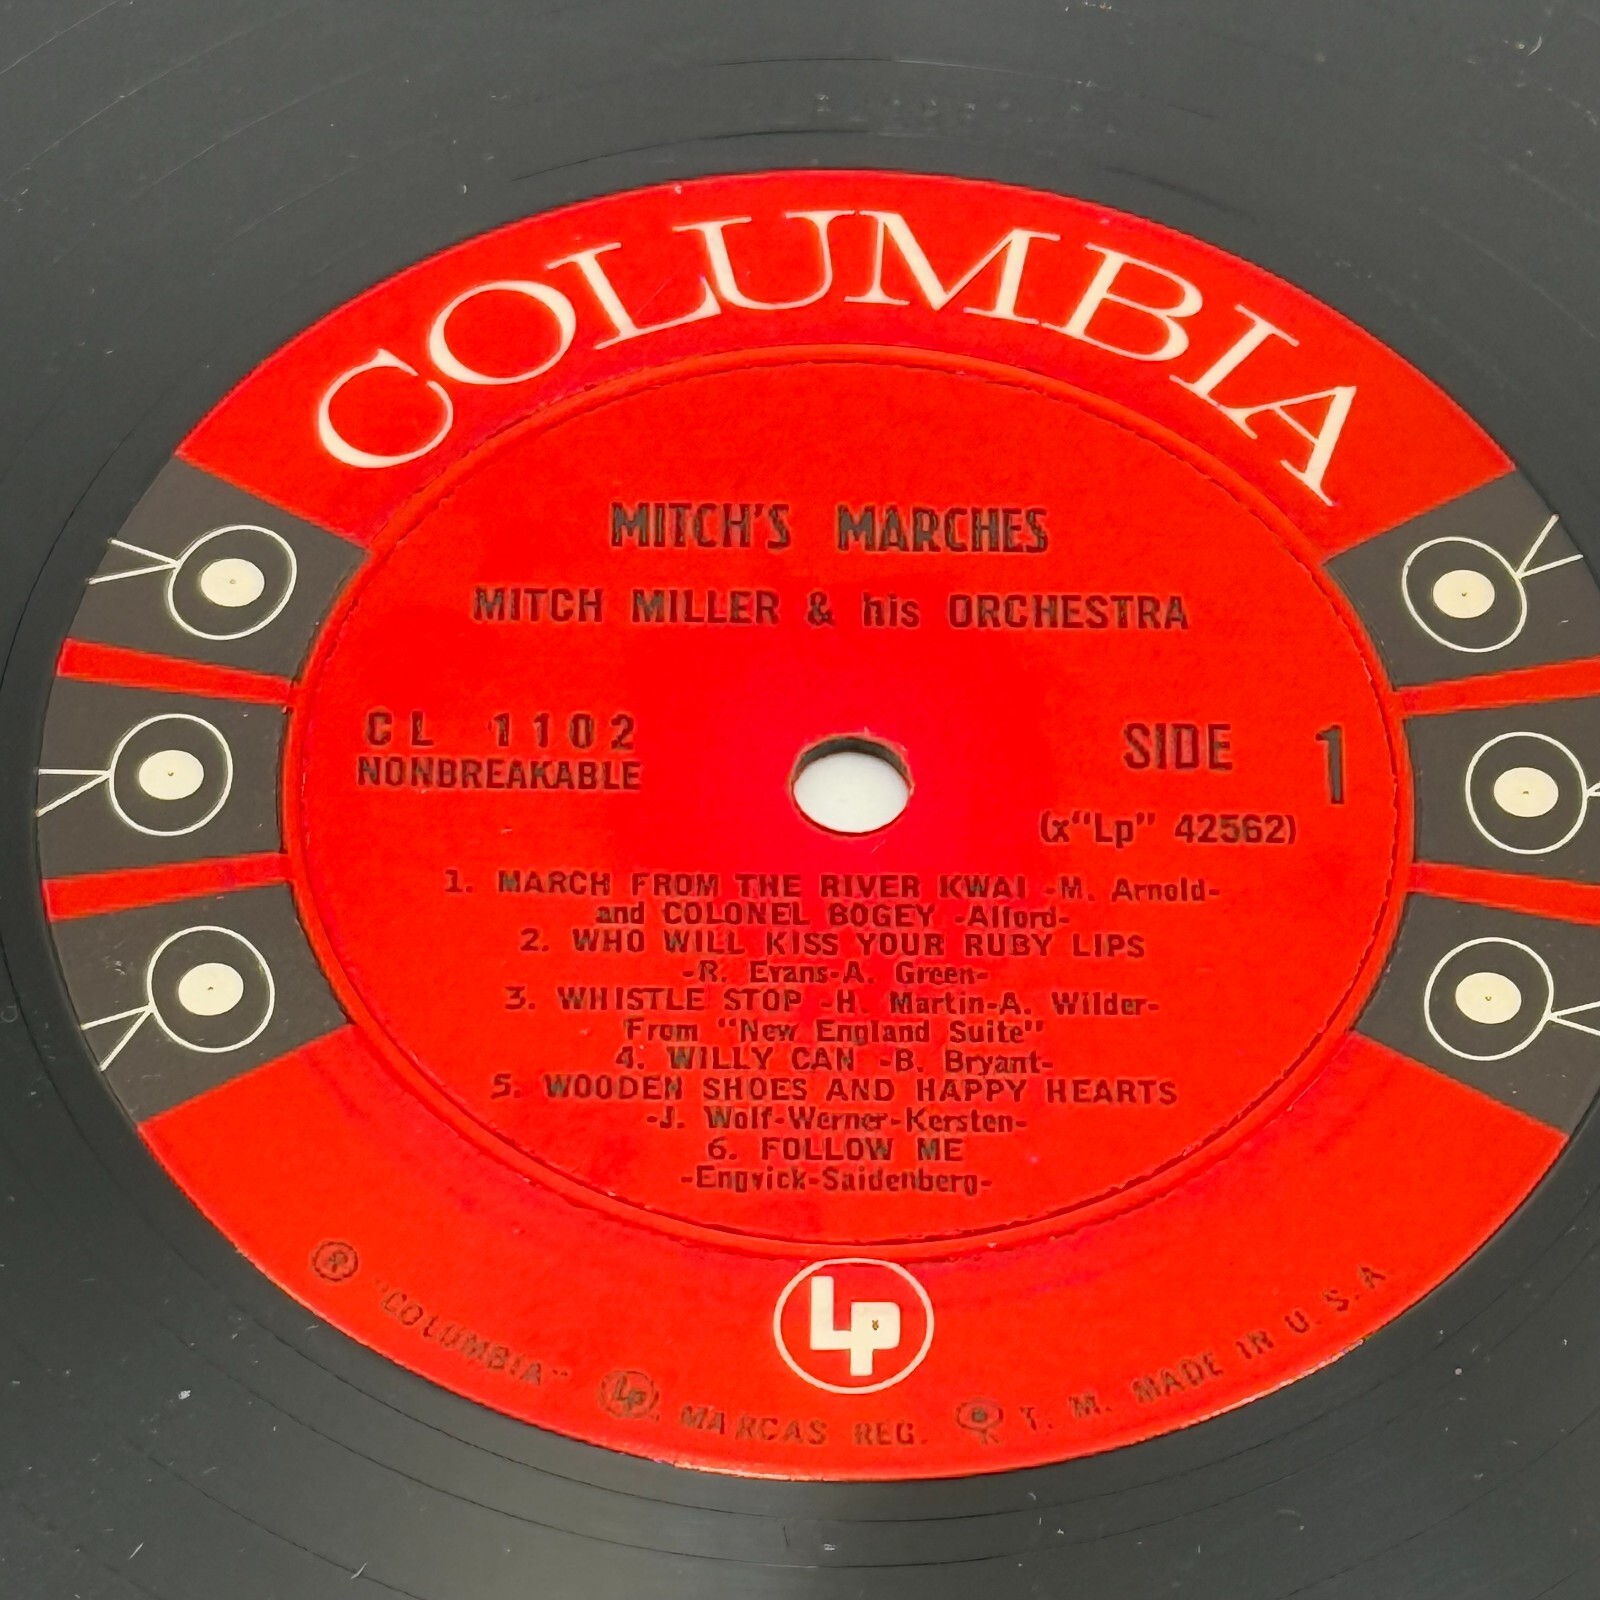 COLUMBIA
MITCH'S MARCHES
MITCH MILLER & his ORCHESTRA
CL 1102
NONBREAKABLE
SIDE 1
(x"Lp" 42562)
1. MARCH FROM THE RIVER KWAI -M. Arnold-
and COLONEL BOGEY -Alford-
2. WHO WILL KISS YOUR RUBY LIPS
-R. Evans-A. Green-
3. WHISTLE STOP -H. Martin-A. Wilder-
From "New England Suite"
4. WILLY CAN -B. Bryant-
5. WOODEN SHOES AND HAPPY HEARTS
-J. Wolf-Werner-Kersten-
6. FOLLOW ME
-Engvick-Saidenberg-
LP
® "COLUMBIA" Lp. MARCAS REG. T. M. MADE IN U. S. A